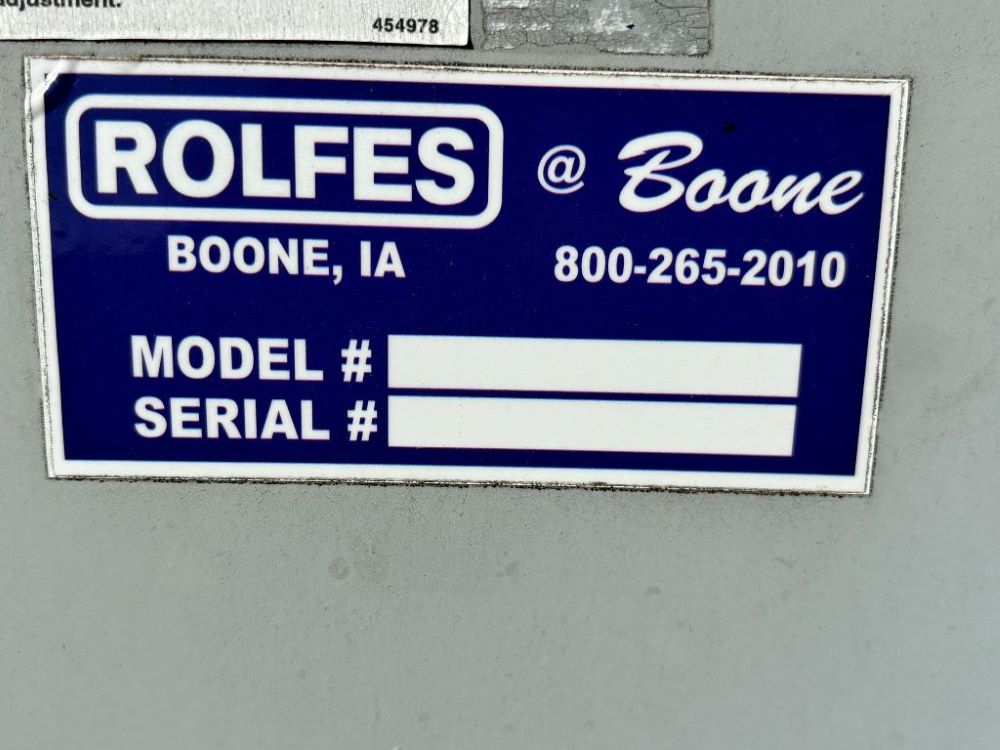 adjustment.
454978
ROLFES @ Boone
BOONE, IA 800-265-2010
MODEL #
SERIAL #